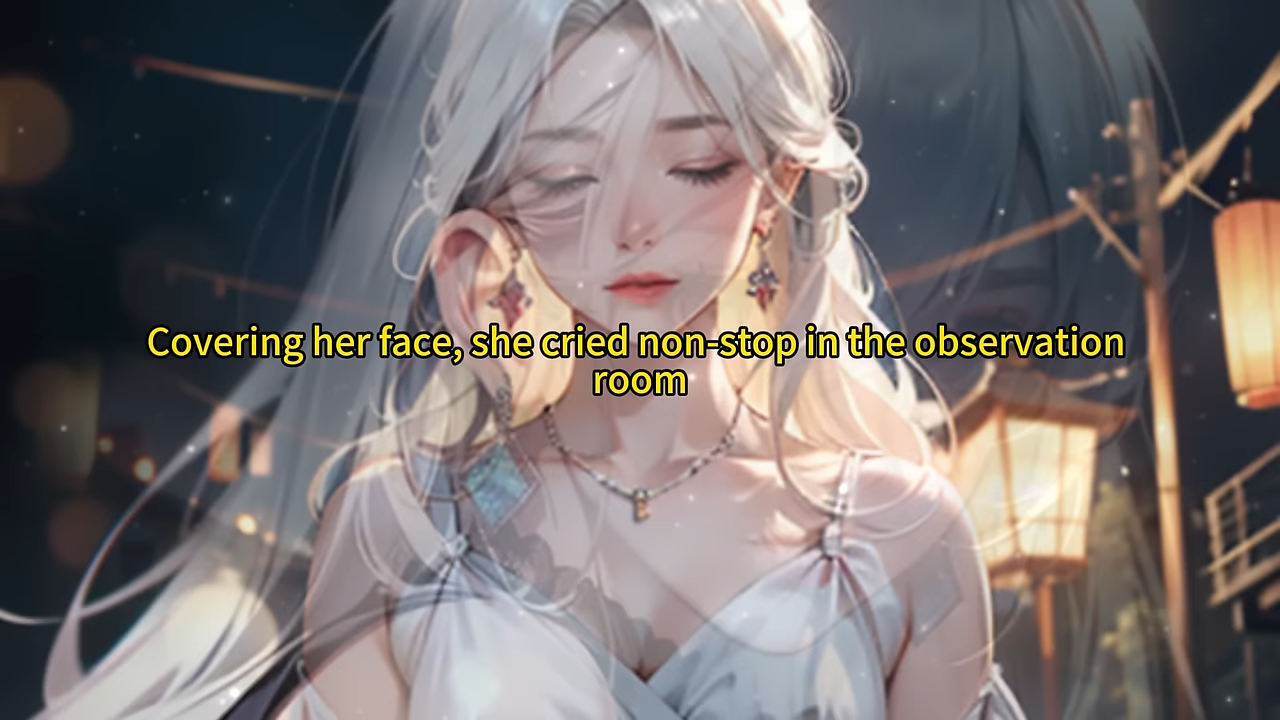 Covering her face, she cried non-stop in the observation
room